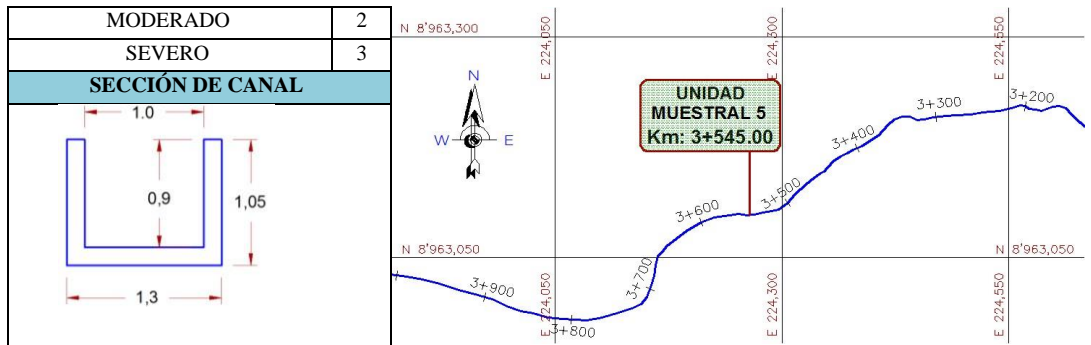 MODERADO 2
SEVERO 3
SECCIÓN DE CANAL
1.0
0,9
1,05
1,3
N 8'963,300
E 224,050
E 224,300
E 224,550
N
W
E
UNIDAD
MUESTRAL 5
Km: 3+545.00
3+200
3+300
3+400
3+500
3+600
3+700
3+800
3+900
N 8'963,050
N 8'963,050
E 224,050
E 224,300
E 224,550